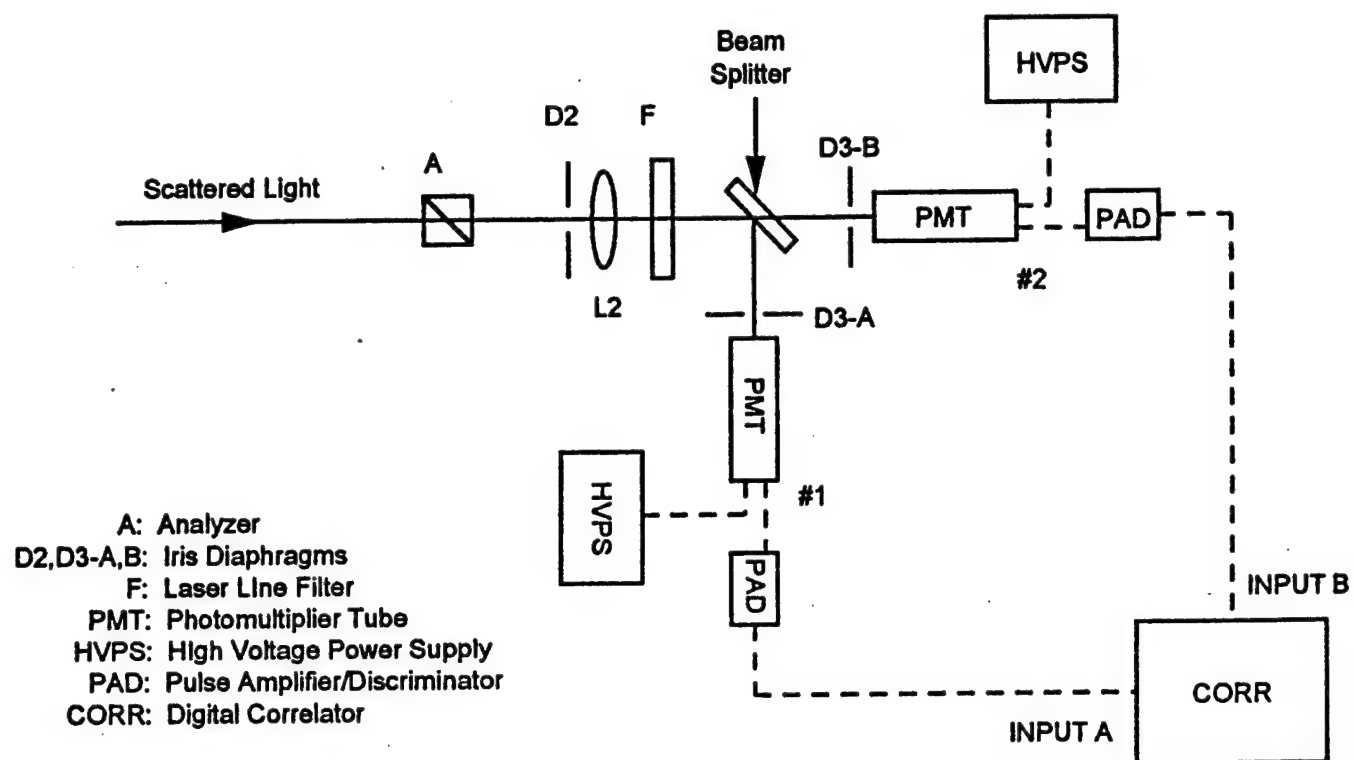 Beam
Splitter
HVPS
D2
F
D3-B
A
Scattered Light
PMT
PAD
#2
L2
D3-A
PMT
HVPS
#1
PAD
A: Analyzer
D2,D3-A,B: Iris Diaphragms
F: Laser Line Filter
PMT: Photomultiplier Tube
HVPS: High Voltage Power Supply
PAD: Pulse Amplifier/Discriminator
CORR: Digital Correlator
INPUT B
CORR
INPUT A